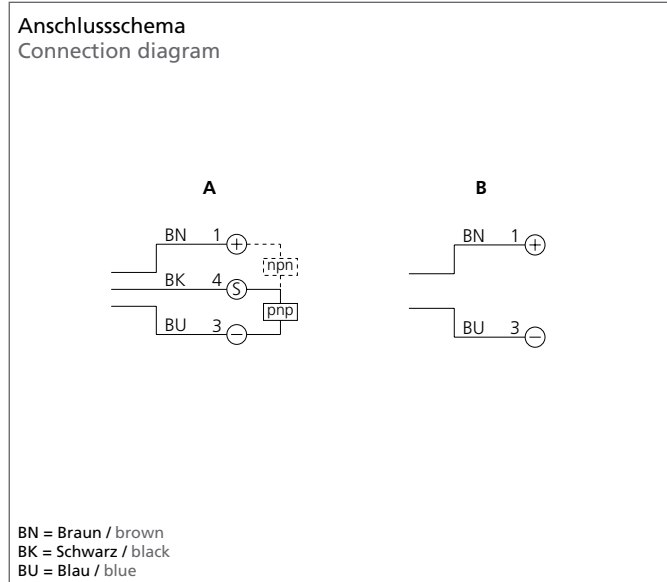 Anschlussschema
Connection diagram
A
BN 1 +
npn
BK 4 S
pnp
BU 3 −
B
BN 1 +
BU 3 −
BN = Braun / brown
BK = Schwarz / black
BU = Blau / blue